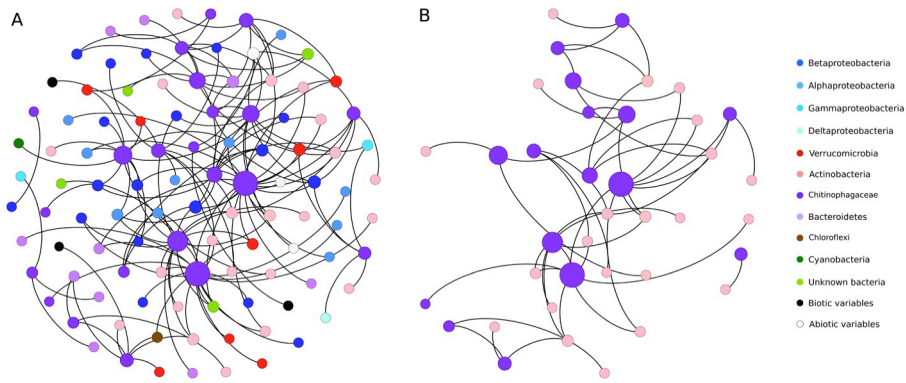 A
B
Betaproteobacteria
Alphaproteobacteria
Gammaproteobacteria
Deltaproteobacteria
Verrucomicrobia
Actinobacteria
Chitinophagaceae
Bacteroidetes
Chloroflexi
Cyanobacteria
Unknown bacteria
Biotic variables
Abiotic variables